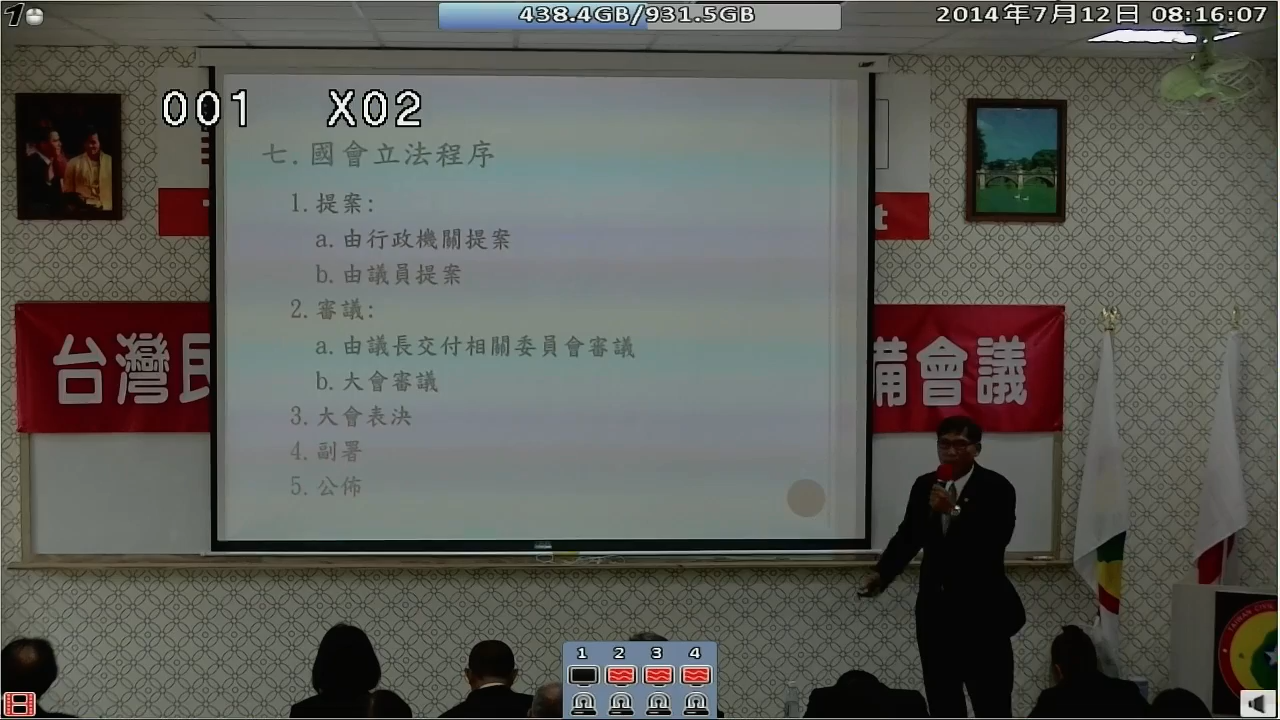 1
438.4GB/931.5GB
2014年7月12日 08:16:07
001 X02
七.國會立法程序
1.提案:
a.由行政機關提案
b.由議員提案
2.審議:
a.由議長交付相關委員會審議
b.大會審議
3.大會表決
4.副署
5.公佈
t
台灣民
備會議
1 2 3 4
TAIWAN CIVIL